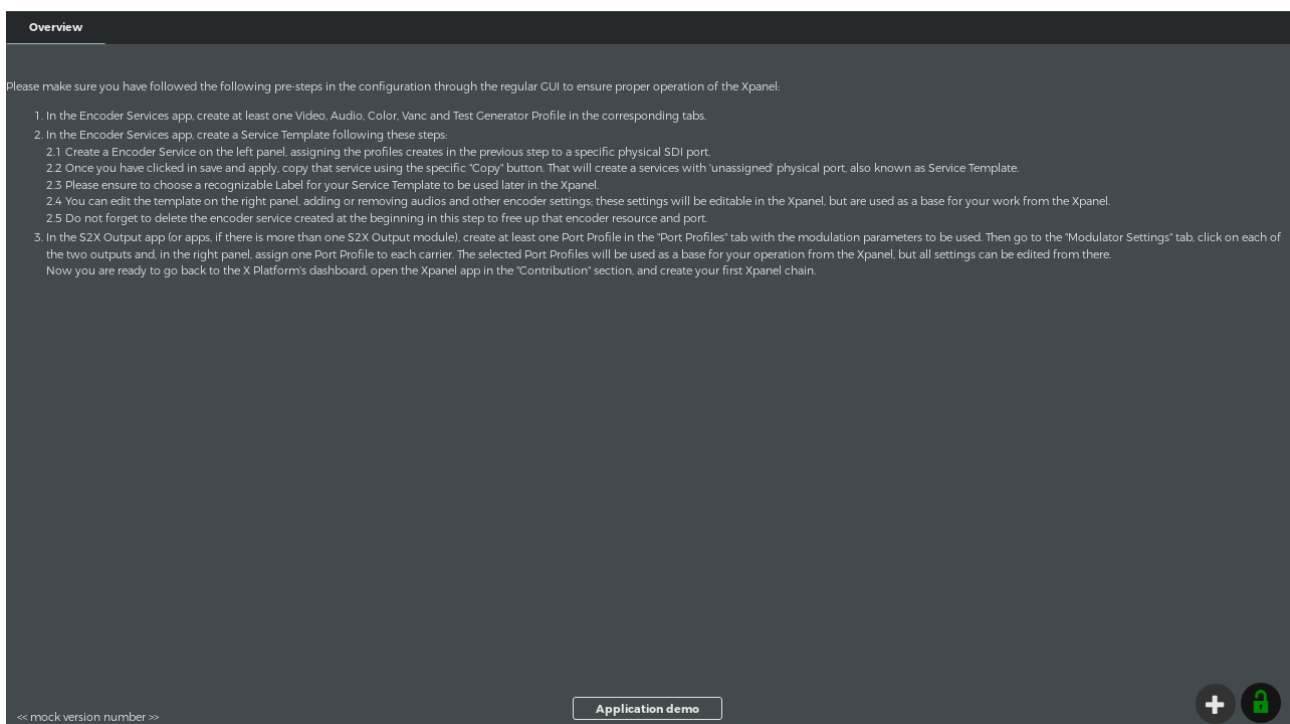 Overview
Please make sure you have followed the following pre-steps in the configuration through the regular GUI to ensure proper operation of the Xpanel:
1. In the Encoder Services app, create at least one Video, Audio, Color, Vanc and Test Generator Profile in the corresponding tabs.
2. In the Encoder Services app, create a Service Template following these steps:
2.1 Create a Encoder Service on the left panel, assigning the profiles creates in the previous step to a specific physical SDI port.
2.2 Once you have clicked in save and apply, copy that service using the specific "Copy" button. That will create a services with 'unassigned' physical port, also known as Service Template.
2.3 Please ensure to choose a recognizable Label for your Service Template to be used later in the Xpanel.
2.4 You can edit the template on the right panel, adding or removing audios and other encoder settings; these settings will be editable in the Xpanel, but are used as a base for your work from the Xpanel.
2.5 Do not forget to delete the encoder service created at the beginning in this step to free up that encoder resource and port.
3. In the S2X Output app (or apps, if there is more than one S2X Output module), create at least one Port Profile in the "Port Profiles" tab with the modulation parameters to be used. Then go to the "Modulator Settings" tab, click on each of
the two outputs and, in the right panel, assign one Port Profile to each carrier. The selected Port Profiles will be used as a base for your operation from the Xpanel, but all settings can be edited from there.
Now you are ready to go back to the X Platform's dashboard, open the Xpanel app in the "Contribution" section, and create your first Xpanel chain.
Application demo
<< mock version number >>